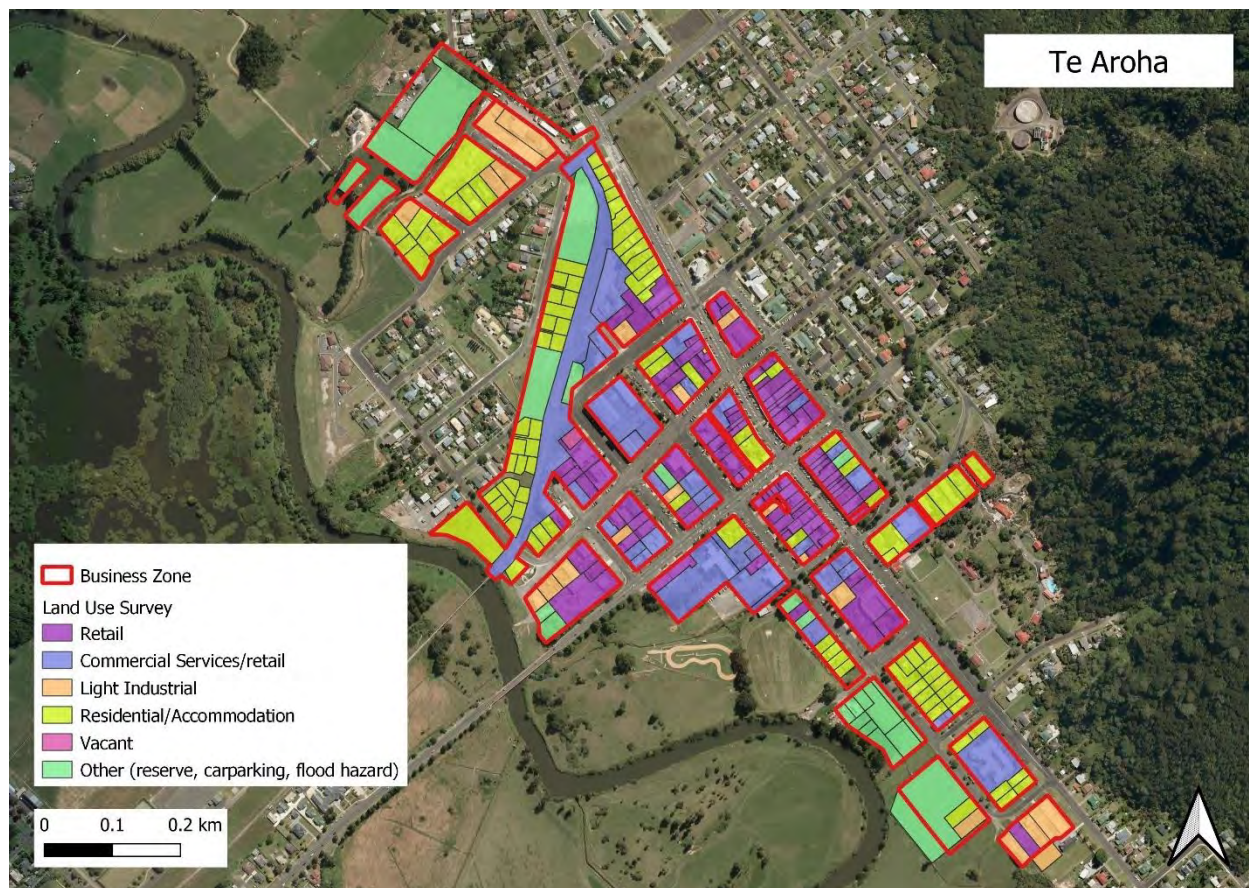 Te Aroha
Business Zone
Land Use Survey
Retail
Commercial Services/retail
Light Industrial
Residential/Accommodation
Vacant
Other (reserve, carparking, flood hazard)
0 0.1 0.2 km